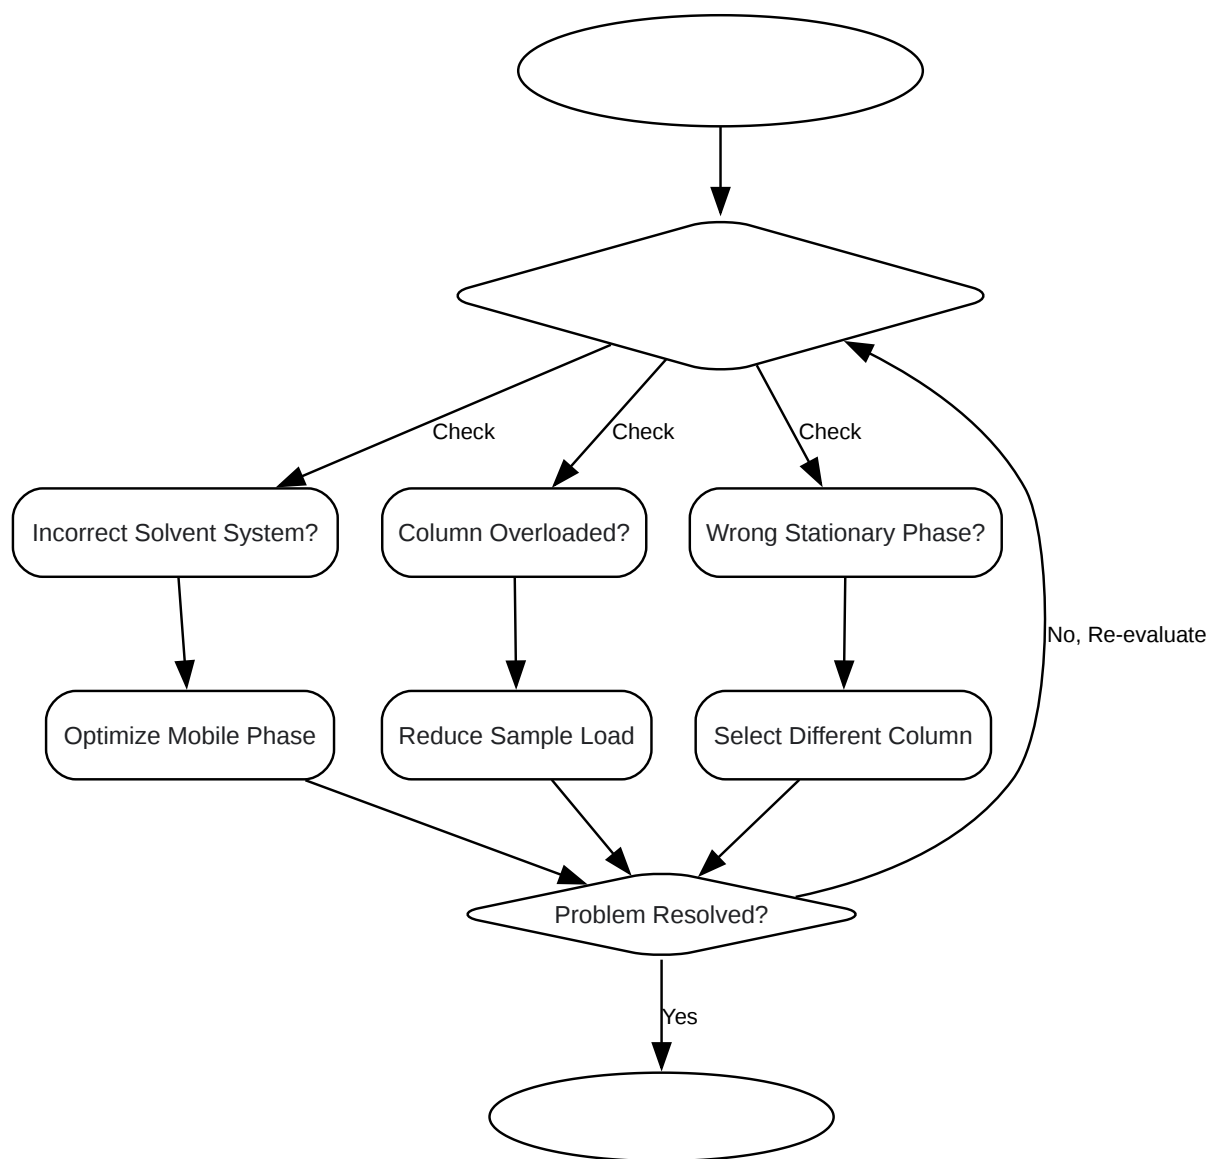 Check
Check
Check
Incorrect Solvent System?
Column Overloaded?
Wrong Stationary Phase?
No, Re-evaluate
Optimize Mobile Phase
Reduce Sample Load
Select Different Column
Problem Resolved?
Yes